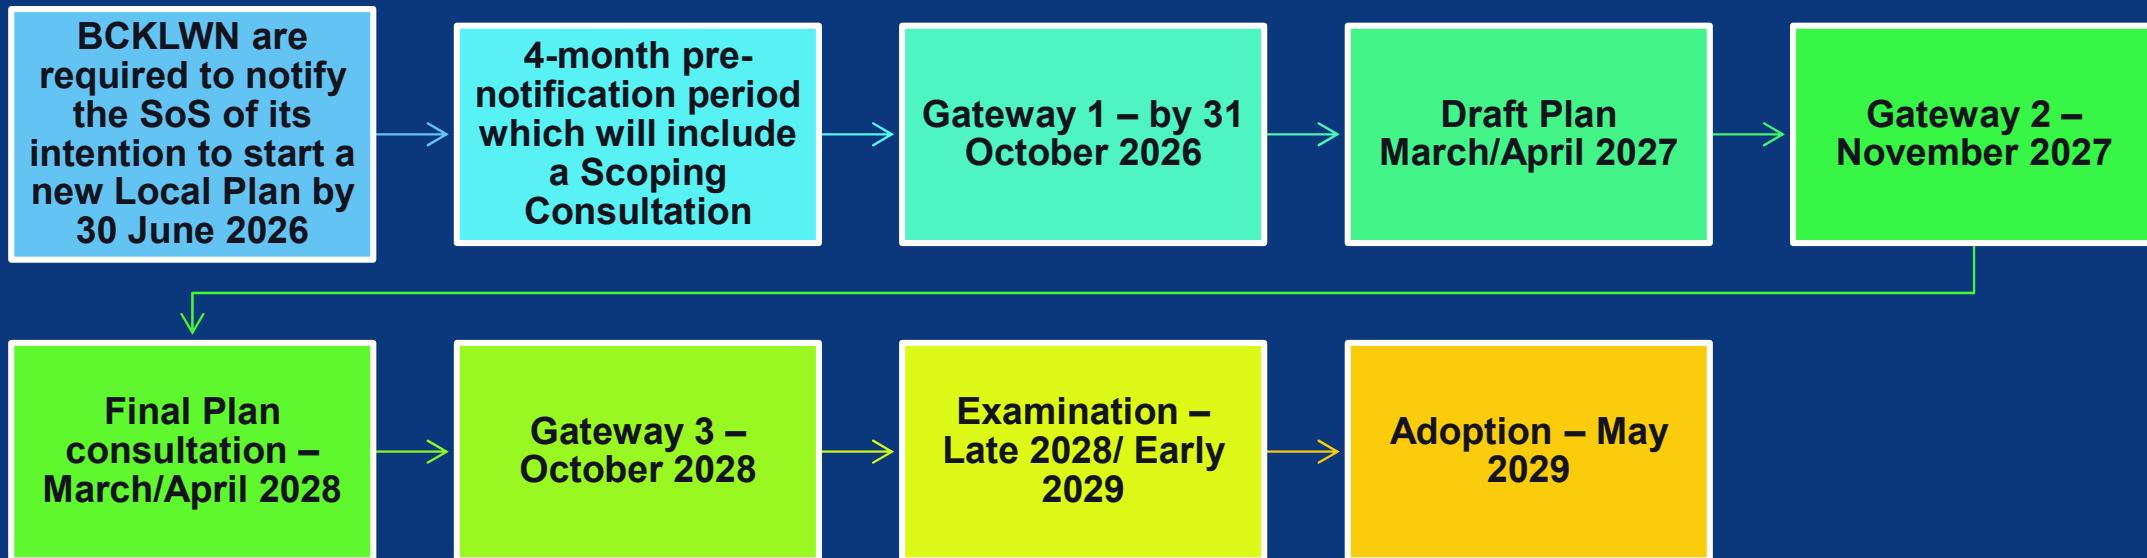 BCKLWN are
required to notify
the SoS of its
intention to start a
new Local Plan by
30 June 2026
4-month pre-
notification period
which will include
a Scoping
Consultation
Gateway 1 – by 31
October 2026
Draft Plan
March/April 2027
Gateway 2 –
November 2027
Final Plan
consultation –
March/April 2028
Gateway 3 –
October 2028
Examination –
Late 2028/ Early
2029
Adoption – May
2029